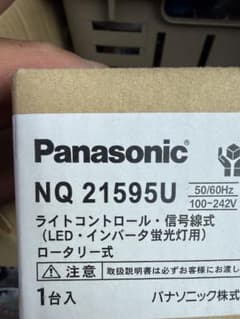 Panasonic
NQ 21595U
50/60Hz
100-242V
ライトコントロール・信号線式
(LED・インバータ蛍光灯用)
ロータリー式
注意 取扱説明書は必ずお客様にお渡し
1台入
パナソニック株式